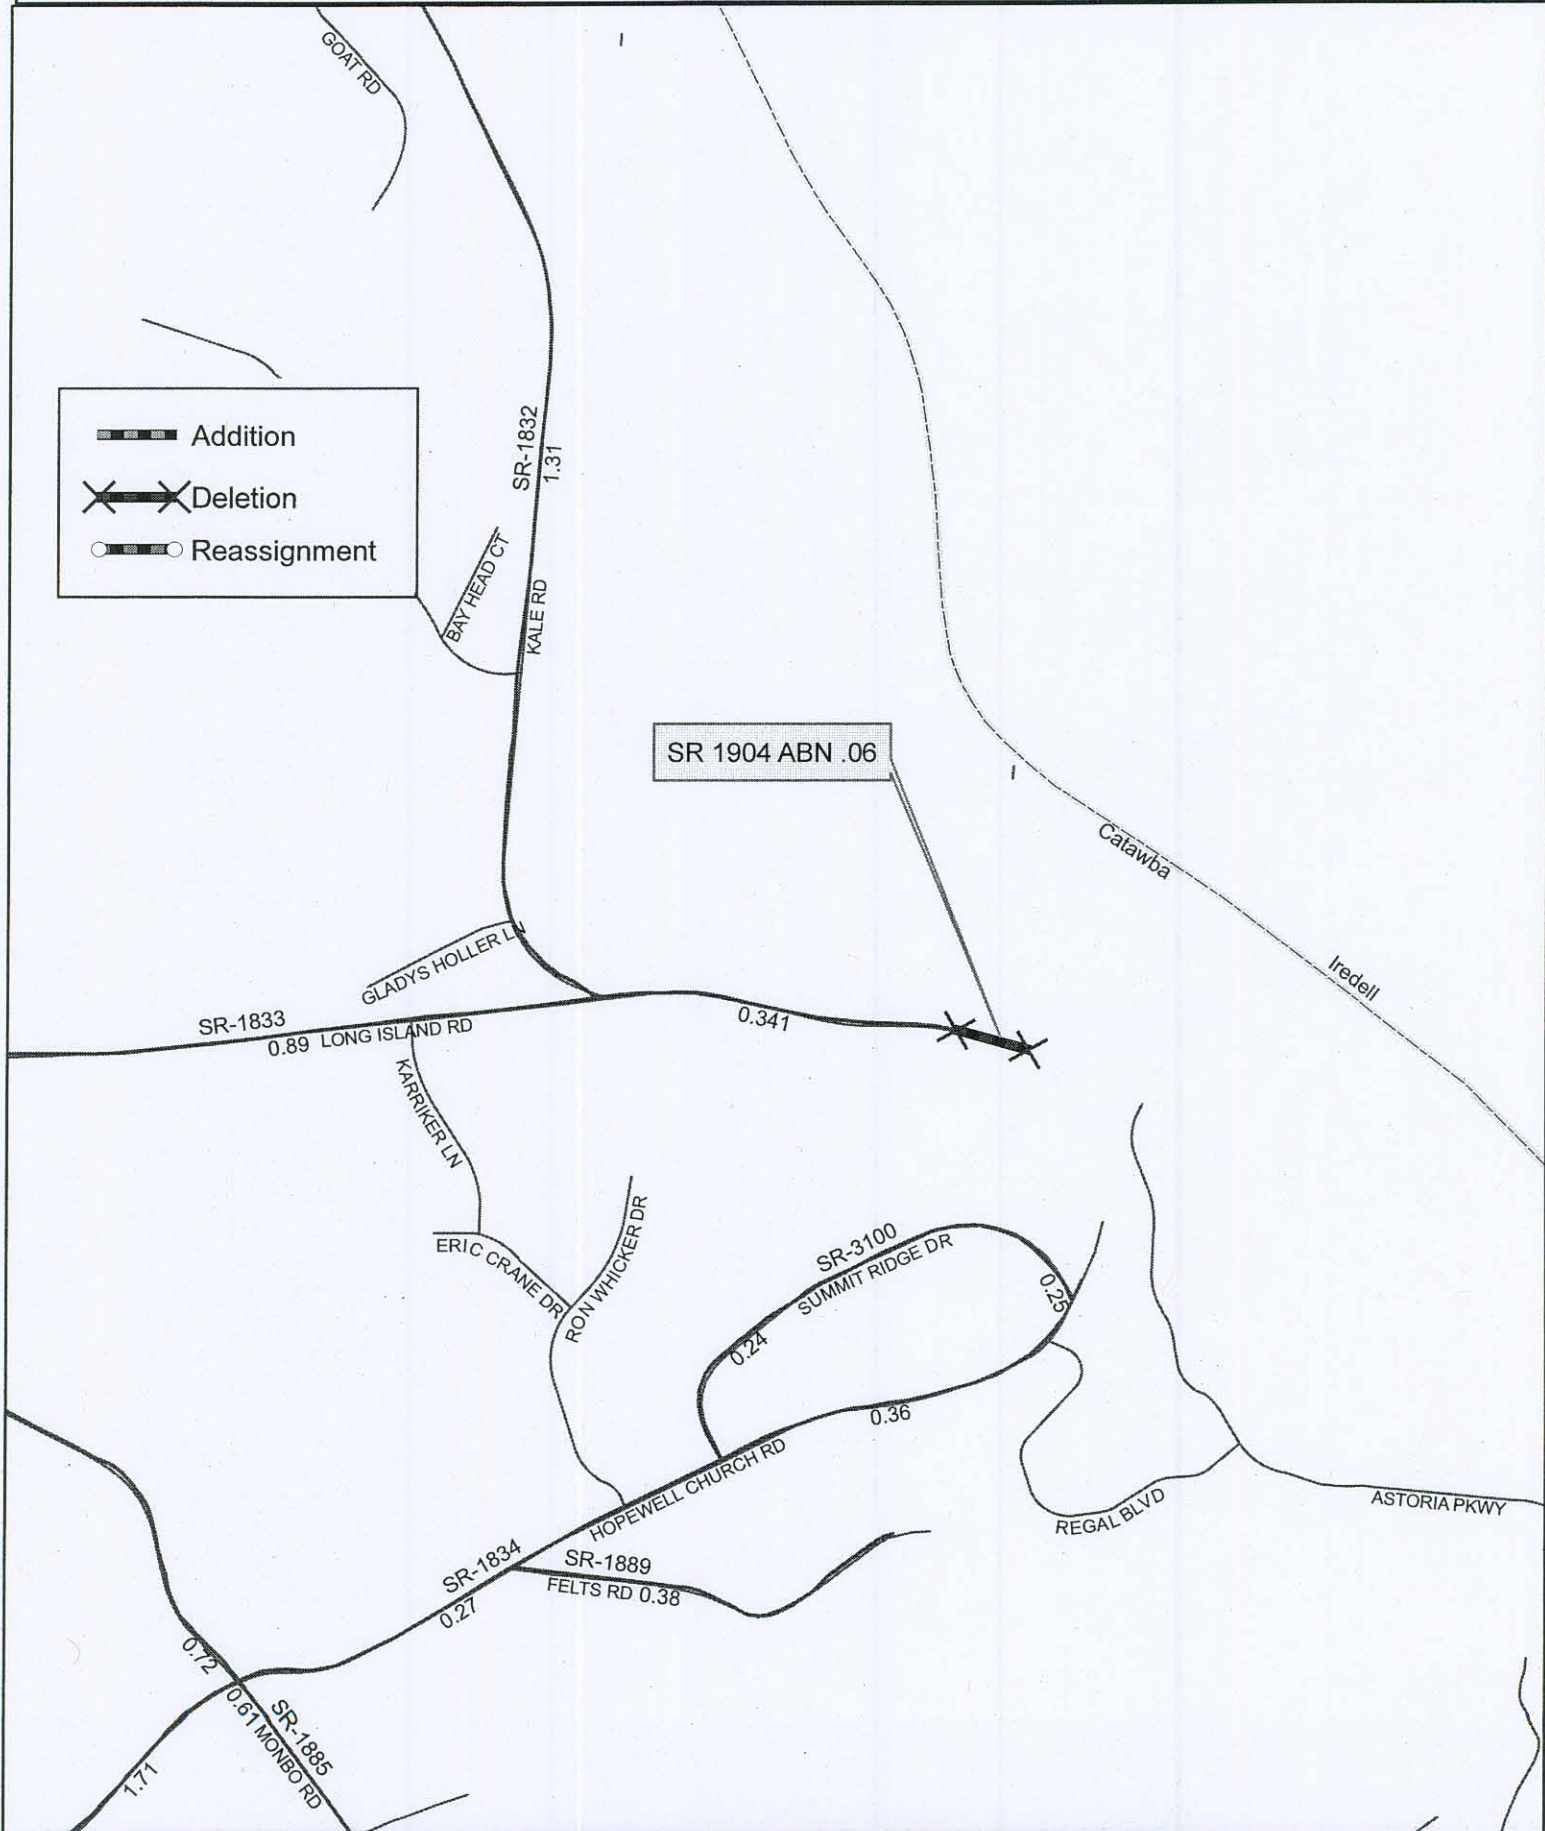 GOAT RD
Addition
Deletion
Reassignment
SR-1832
1.31
BAY HEAD CT
KALE RD
SR 1904 ABN .06
Catawba
Iredell
GLADYS HOLLER LN
SR-1833
0.89 LONG ISLAND RD
0.341
KARRIKER LN
ERIC CRANE DR
RON WHICKER DR
SR-3100
SUMMIT RIDGE DR
0.25
0.24
0.36
HOPEWELL CHURCH RD
REGAL BLVD
ASTORIA PKWY
SR-1834
0.27
SR-1889
FELTS RD 0.38
0.72
0.61 MONBO RD
SR-1885
1.71